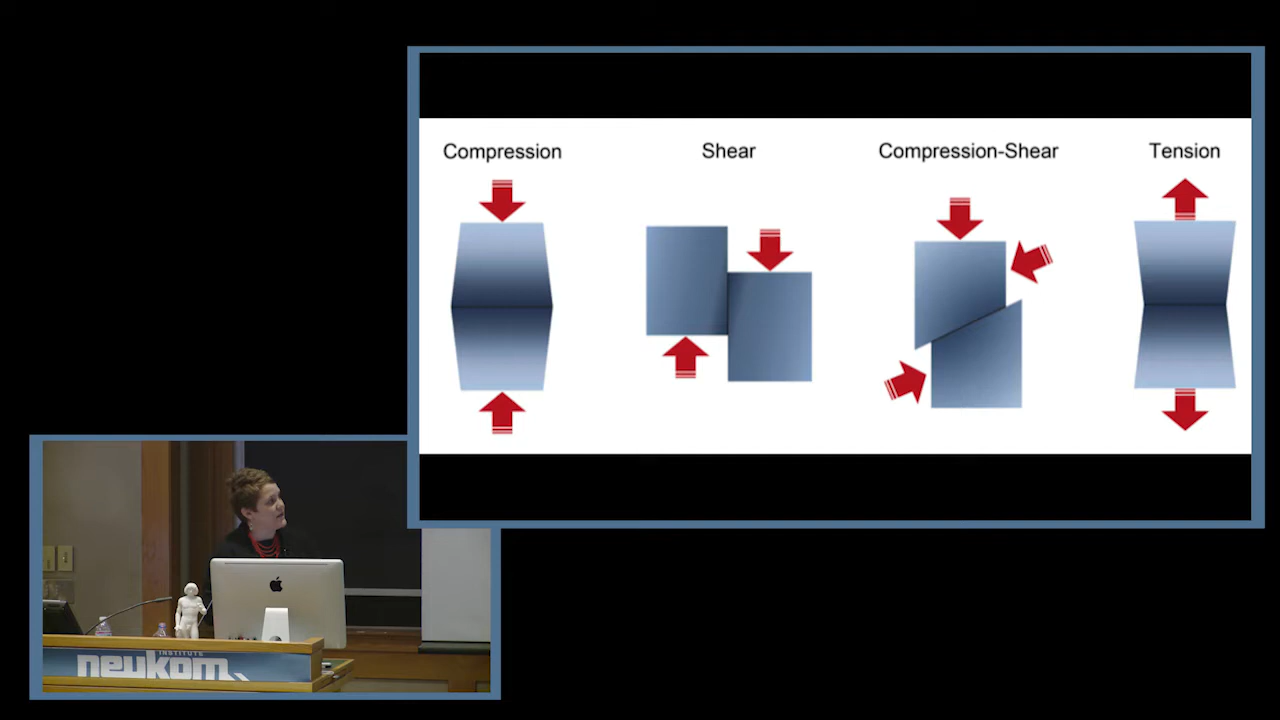 Compression
Shear
Compression-Shear
Tension
INSTITUTE
neukom